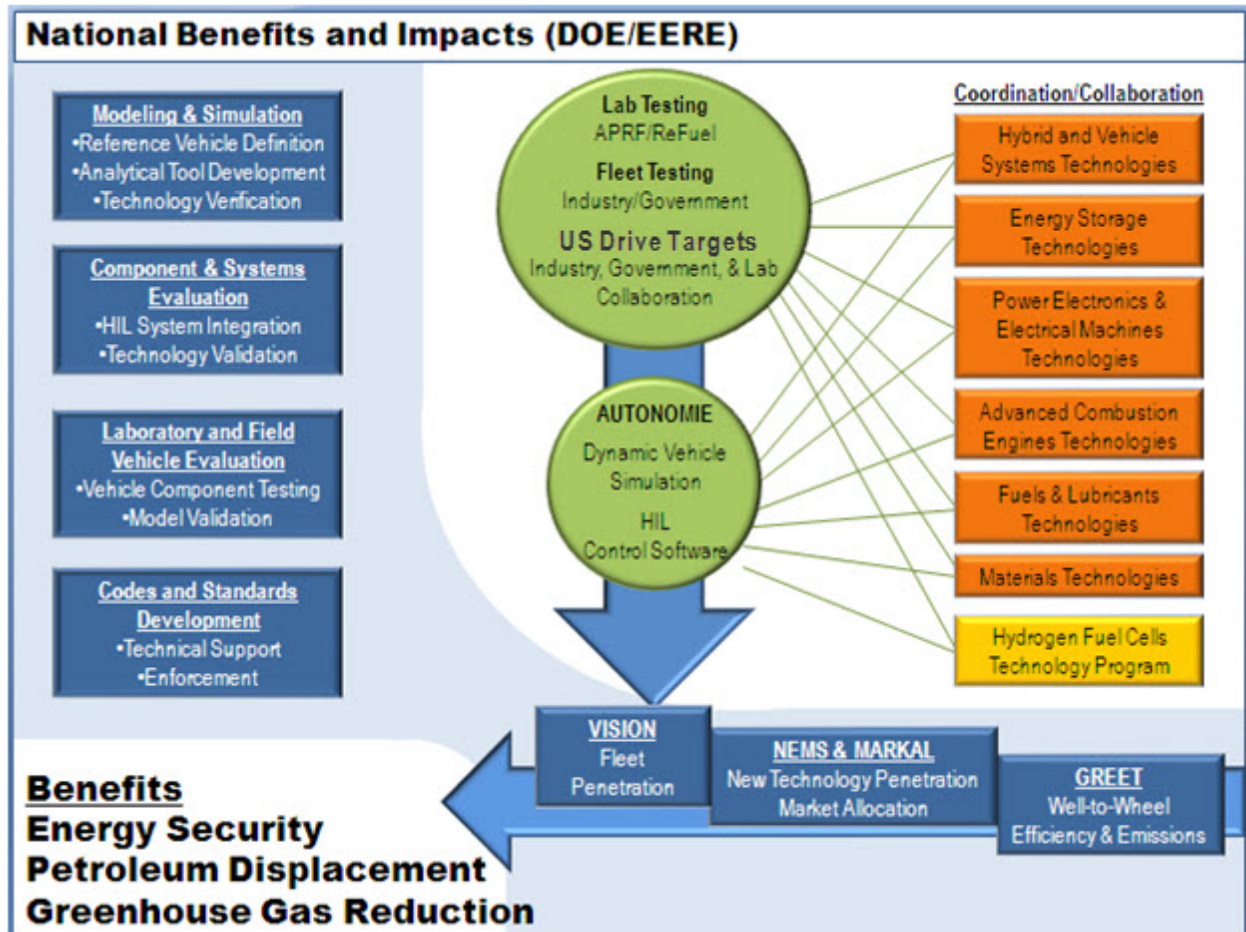 National Benefits and Impacts (DOE/EERE)
Modeling & Simulation
•Reference Vehicle Definition
•Analytical Tool Development
•Technology Verification
Component & Systems
Evaluation
•HIL System Integration
•Technology Validation
Laboratory and Field
Vehicle Evaluation
•Vehicle Component Testing
•Model Validation
Codes and Standards
Development
•Technical Support
•Enforcement
Lab Testing
APRF/ReFuel
Fleet Testing
Industry/Government
US Drive Targets
Industry, Government, & Lab
Collaboration
AUTONOMIE
Dynamic Vehicle
Simulation
HIL
Control Software
Coordination/Collaboration
Hybrid and Vehicle
Systems Technologies
Energy Storage
Technologies
Power Electronics &
Electrical Machines
Technologies
Advanced Combustion
Engines Technologies
Fuels & Lubricants
Technologies
Materials Technologies
Hydrogen Fuel Cells
Technology Program
VISION
Fleet
Penetration
NEMS & MARKAL
New Technology Penetration
Market Allocation
GREET
Well-to-Wheel
Efficiency & Emissions
Benefits
Energy Security
Petroleum Displacement
Greenhouse Gas Reduction